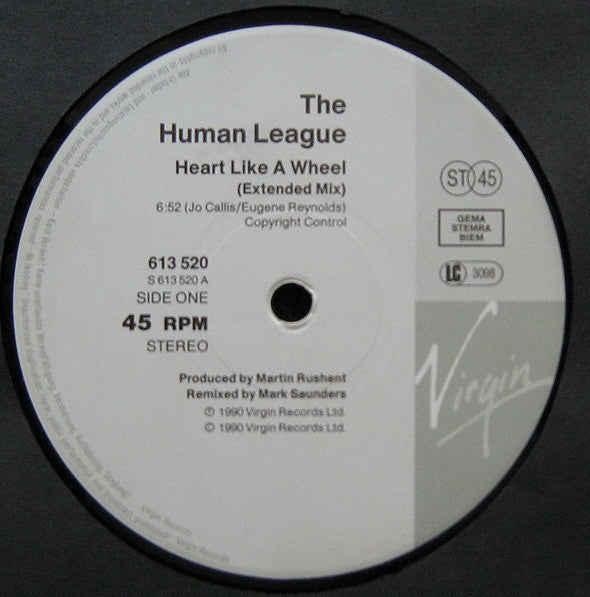 The
Human League
Heart Like A Wheel
(Extended Mix)
6:52 (Jo Callis/Eugene Reynolds)
Copyright Control
613 520
S 613 520 A
SIDE ONE
45 RPM
STEREO
Produced by Martin Rushent
Remixed by Mark Saunders
℗ 1990 Virgin Records Ltd.
© 1990 Virgin Records Ltd.
ST 45
GEMA
STEMRA
BIEM
LC 3098
Virgin